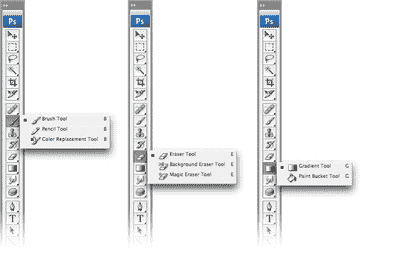 Ps
Brush Tool B
Pencil Tool B
Color Replacement Tool B
T
Ps
Eraser Tool E
Background Eraser Tool E
Magic Eraser Tool E
T
Ps
Gradient Tool G
Paint Bucket Tool G
T